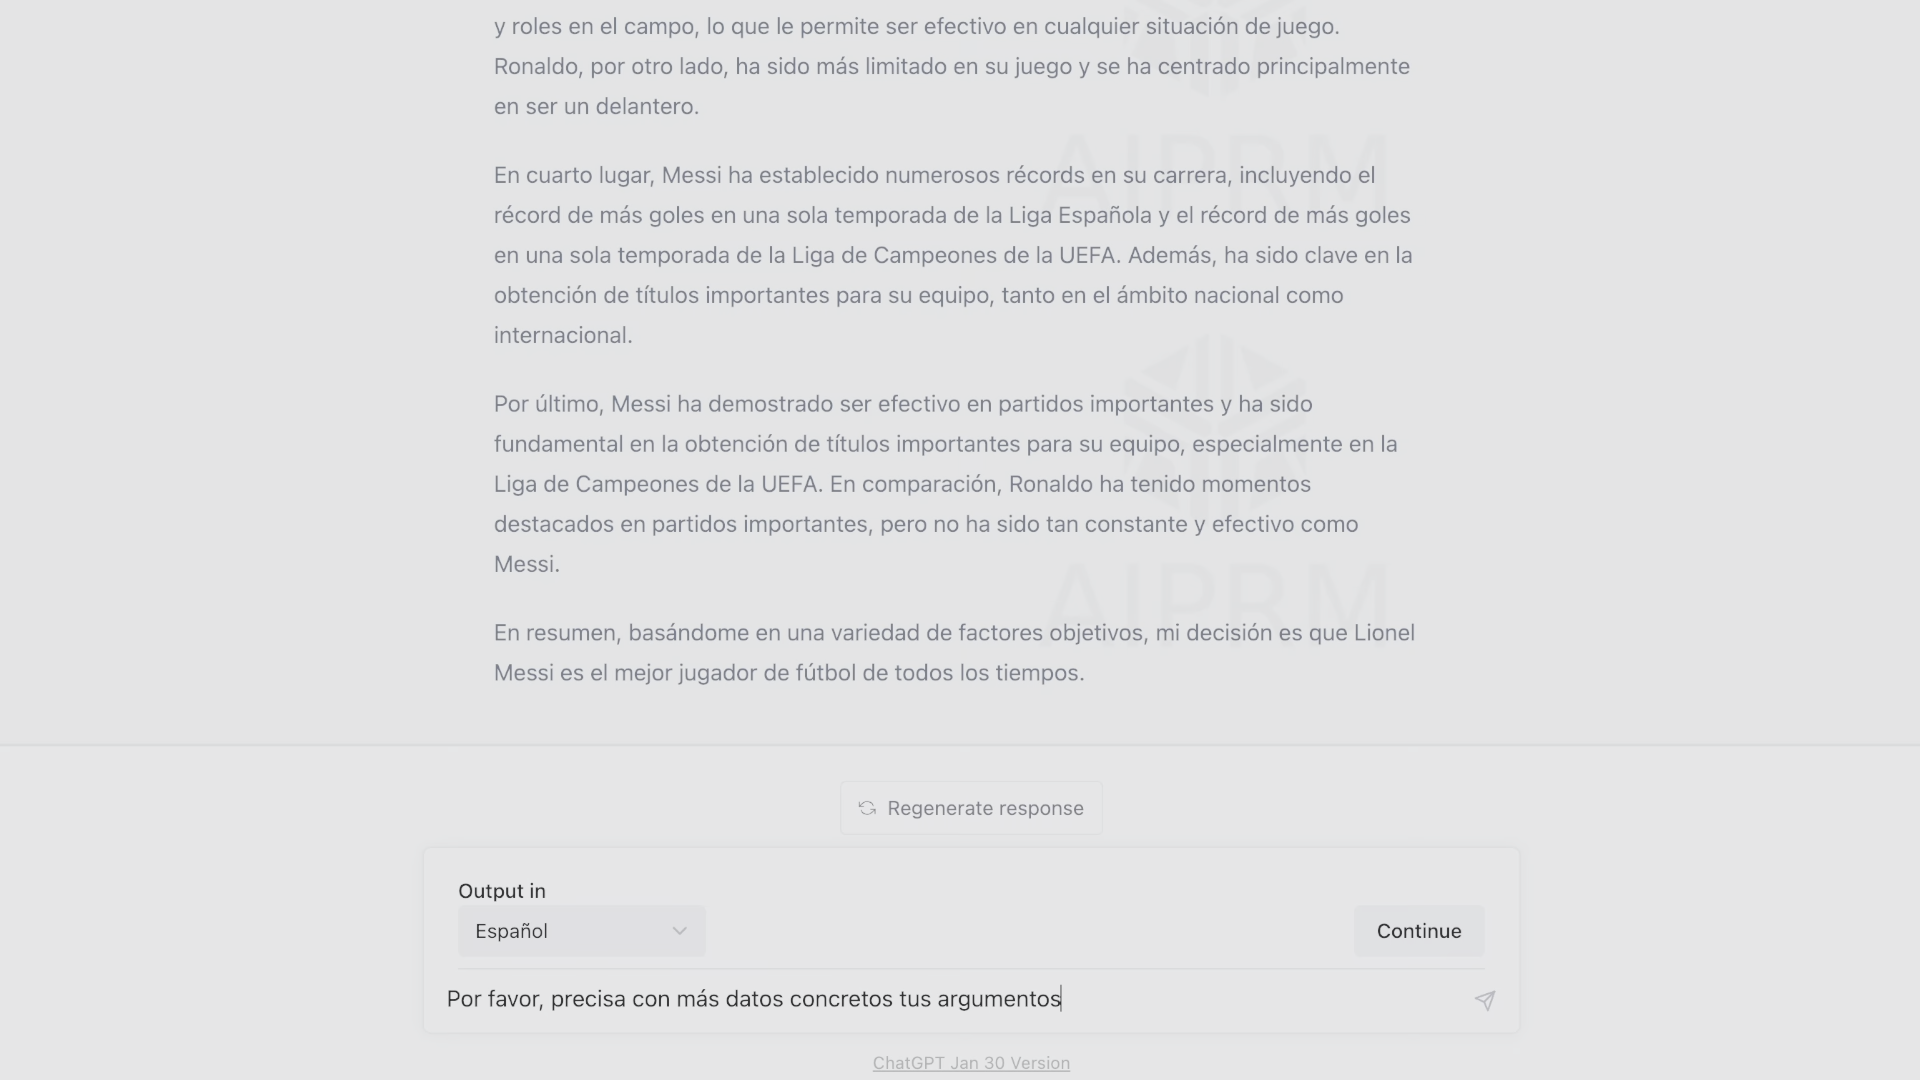 y roles en el campo, lo que le permite ser efectivo en cualquier situación de juego.
Ronaldo, por otro lado, ha sido más limitado en su juego y se ha centrado principalmente
en ser un delantero.
En cuarto lugar, Messi ha establecido numerosos récords en su carrera, incluyendo el
récord de más goles en una sola temporada de la Liga Española y el récord de más goles
en una sola temporada de la Liga de Campeones de la UEFA. Además, ha sido clave en la
obtención de títulos importantes para su equipo, tanto en el ámbito nacional como
internacional.
Por último, Messi ha demostrado ser efectivo en partidos importantes y ha sido
fundamental en la obtención de títulos importantes para su equipo, especialmente en la
Liga de Campeones de la UEFA. En comparación, Ronaldo ha tenido momentos
destacados en partidos importantes, pero no ha sido tan constante y efectivo como
Messi.
En resumen, basándome en una variedad de factores objetivos, mi decisión es que Lionel
Messi es el mejor jugador de fútbol de todos los tiempos.
AIPRM
AIPRM
Regenerate response
Output in
Español
Continue
Por favor, precisa con más datos concretos tus argumentos
ChatGPT Jan 30 Version